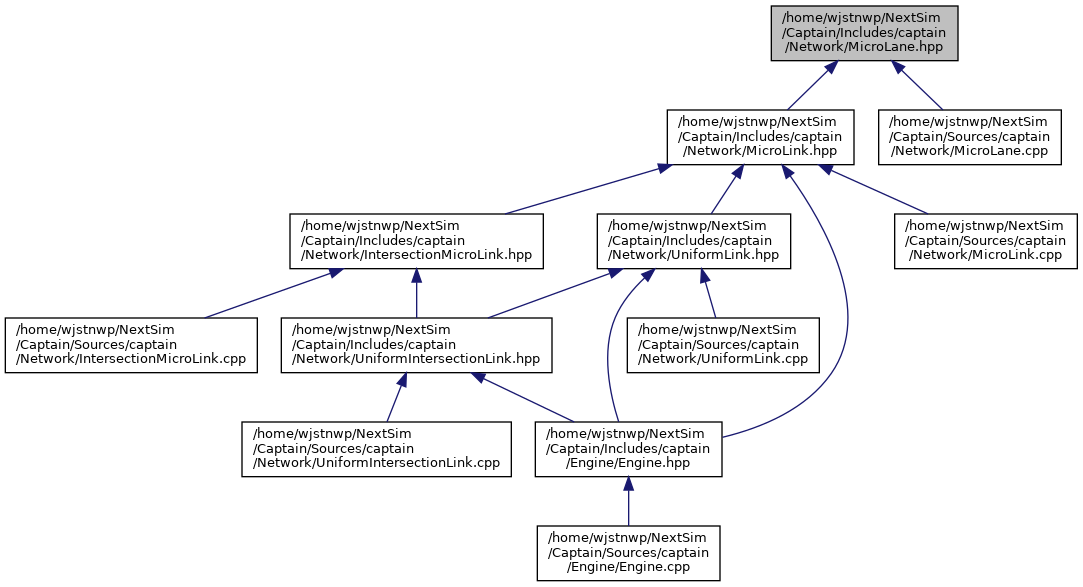 /home/wjstnwp/NextSim
/Captain/Includes/captain
/Network/MicroLane.hpp
/home/wjstnwp/NextSim
/Captain/Includes/captain
/Network/MicroLink.hpp
/home/wjstnwp/NextSim
/Captain/Sources/captain
/Network/MicroLane.cpp
/home/wjstnwp/NextSim
/Captain/Includes/captain
/Network/IntersectionMicroLink.hpp
/home/wjstnwp/NextSim
/Captain/Includes/captain
/Network/UniformLink.hpp
/home/wjstnwp/NextSim
/Captain/Sources/captain
/Network/MicroLink.cpp
/home/wjstnwp/NextSim
/Captain/Sources/captain
/Network/IntersectionMicroLink.cpp
/home/wjstnwp/NextSim
/Captain/Includes/captain
/Network/UniformIntersectionLink.hpp
/home/wjstnwp/NextSim
/Captain/Sources/captain
/Network/UniformLink.cpp
/home/wjstnwp/NextSim
/Captain/Sources/captain
/Network/UniformIntersectionLink.cpp
/home/wjstnwp/NextSim
/Captain/Includes/captain
/Engine/Engine.hpp
/home/wjstnwp/NextSim
/Captain/Sources/captain
/Engine/Engine.cpp